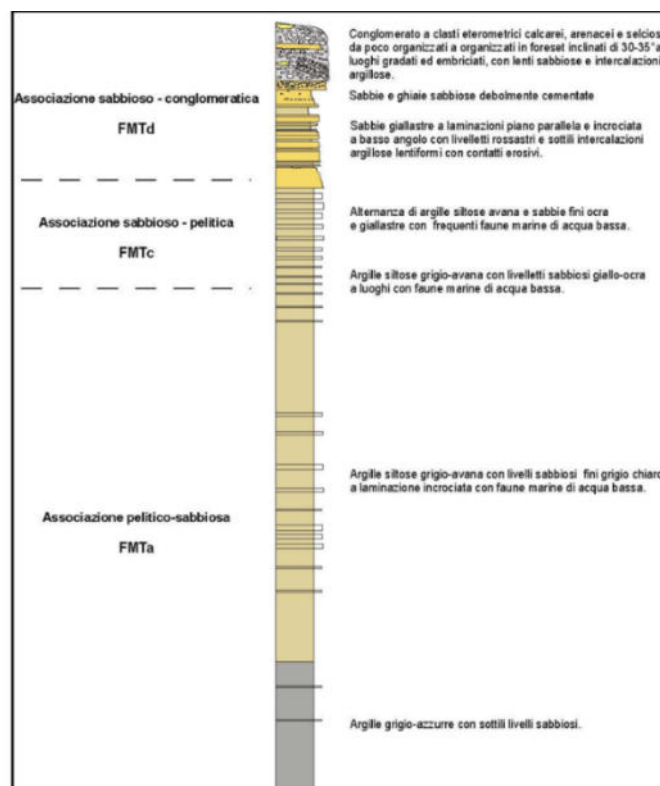 Conglomerato a clasti eterometrici calcarei, arenacei e selcios
da poco organizzati a organizzati in foreset inclinati di 30-35°a
luoghi gradati ed embriciati, con lenti sabbiose e intercalazioni
argillose.
Associazione sabbioso - conglomeratica
FMTd
Sabbie e ghiaie sabbiose debolmente cementate
Sabbie giallastre a laminazioni piano parallela e incrociata
a basso angolo con livelletti rossastri e sottili intercalazioni
argillose lentiformi con contatti erosivi.
Associazione sabbioso - pelitica
FMTc
Alternanza di argille siltose avana e sabbie fini ocra
e giallastre con frequenti faune marine di acqua bassa.
Argille siltose grigio-avana con livelletti sabbiosi giallo-ocra
a luoghi con faune marine di acqua bassa.
Associazione pelitico-sabbiosa
FMTa
Argille siltose grigio-avana con livelli sabbiosi fini grigio chiaro
a laminazione incrociata con faune marine di acqua bassa.
Argille grigio-azzurre con sottili livelli sabbiosi.